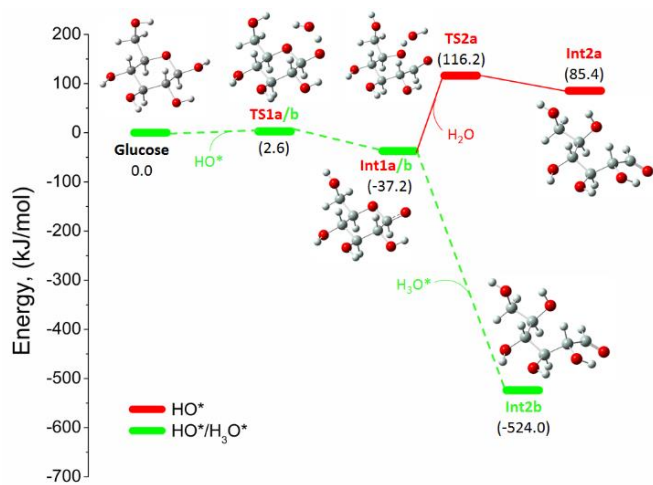 200
100
0
-100
-200
-300
-400
-500
-600
-700
Energy, (kJ/mol)
Glucose
0.0
HO*
TS1a/b
(2.6)
Int1a/b
(-37.2)
TS2a
(116.2)
H₂O
Int2a
(85.4)
H₃O*
Int2b
(-524.0)
HO*
HO*/H₃O*